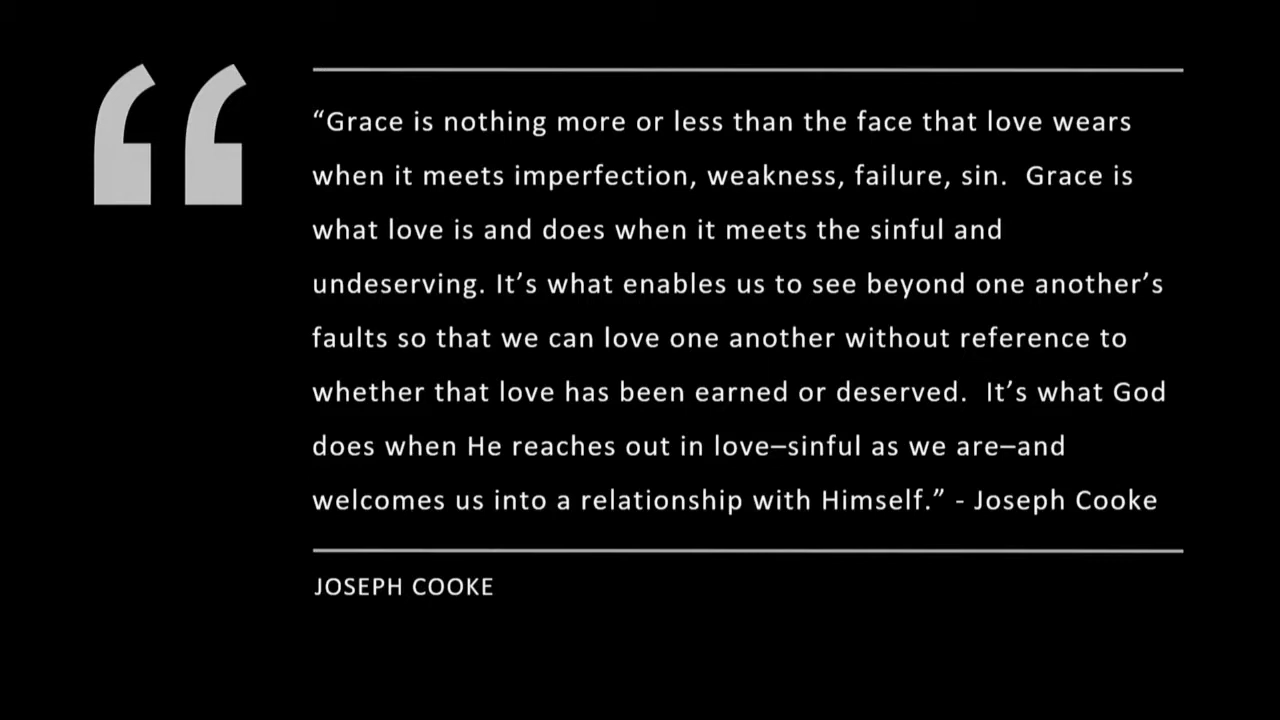 “Grace is nothing more or less than the face that love wears
when it meets imperfection, weakness, failure, sin.  Grace is
what love is and does when it meets the sinful and
undeserving. It’s what enables us to see beyond one another’s
faults so that we can love one another without reference to
whether that love has been earned or deserved.  It’s what God
does when He reaches out in love–sinful as we are–and
welcomes us into a relationship with Himself.” - Joseph Cooke
JOSEPH COOKE